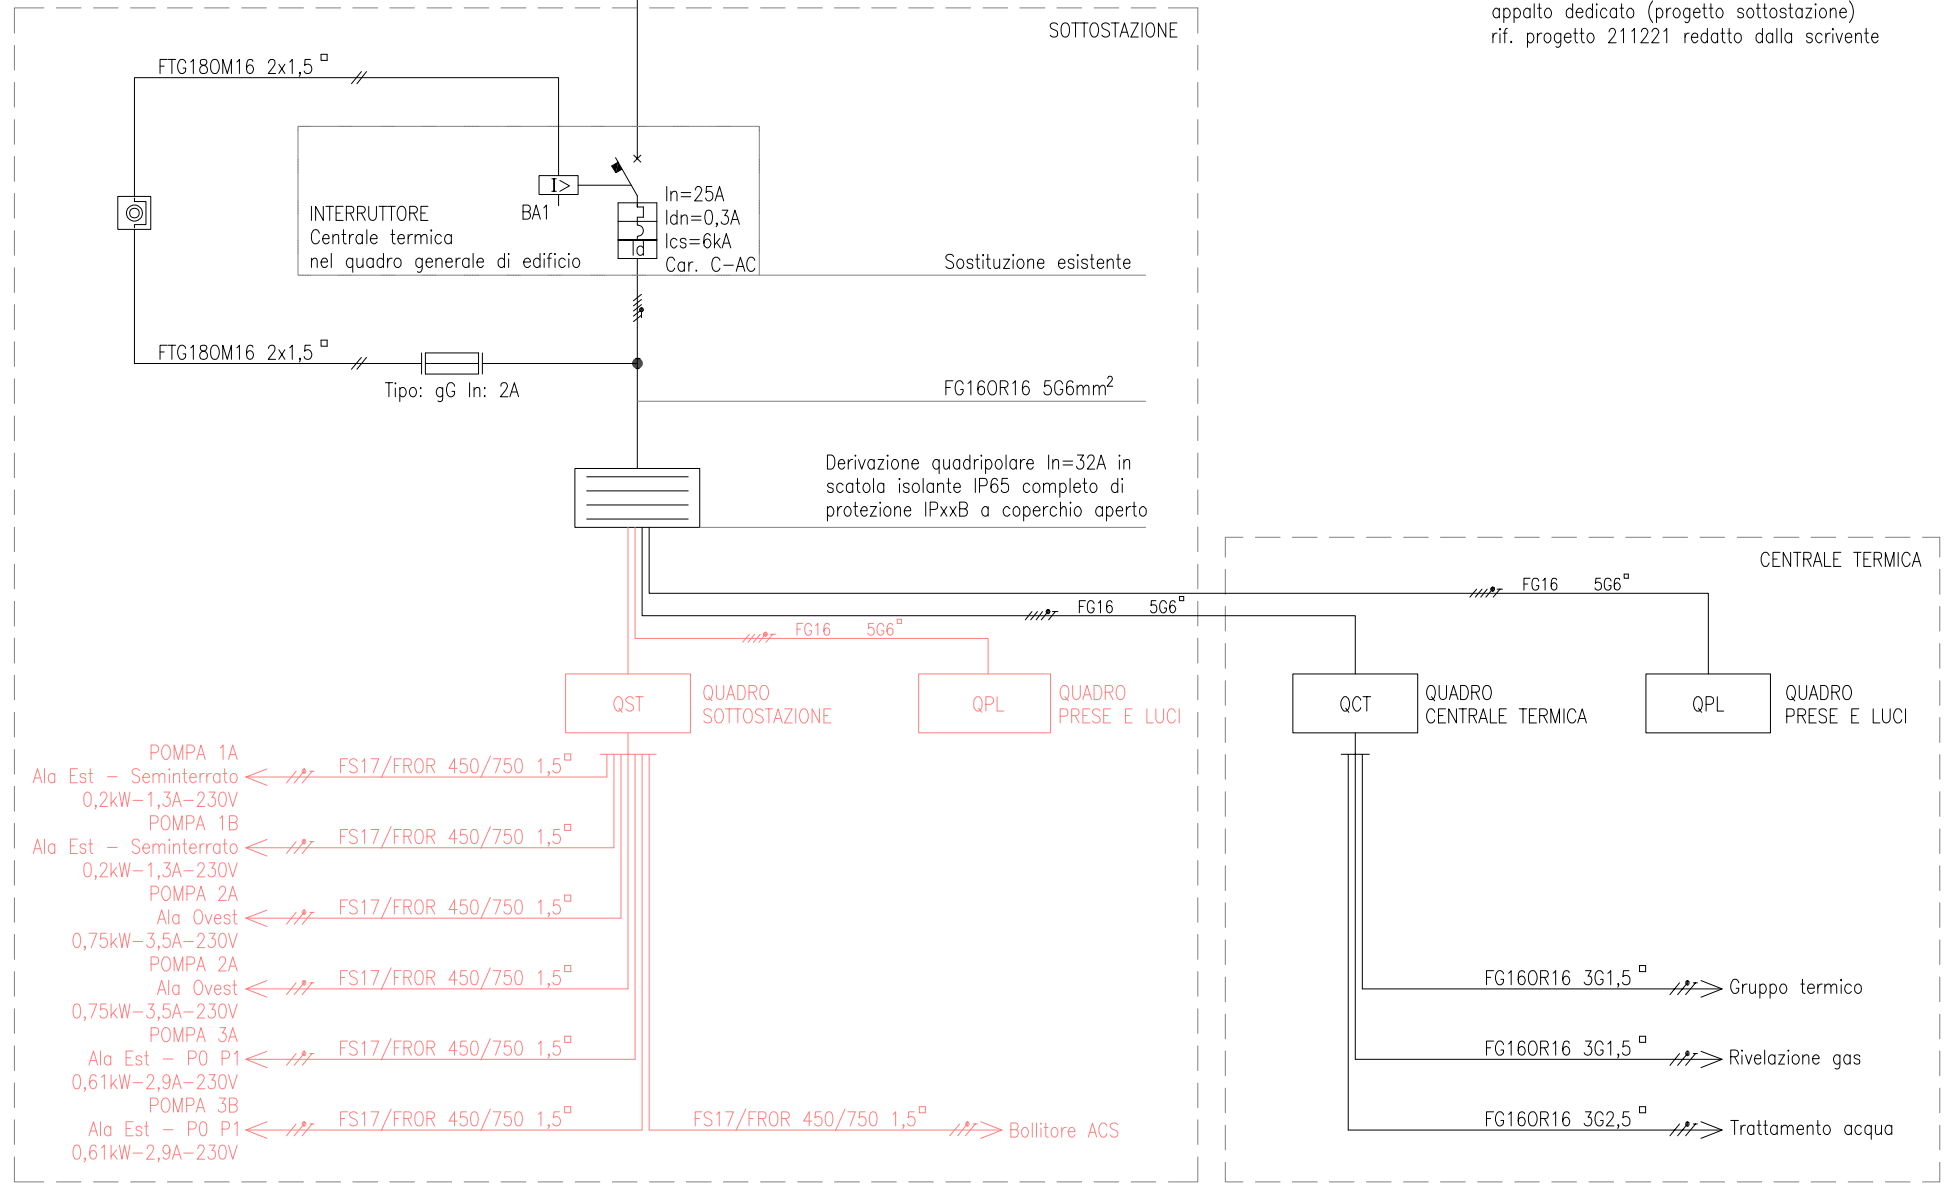 SOTTOSTAZIONE
appalto dedicato (progetto sottostazione)
rif. progetto 211221 redatto dalla scrivente
FTG18OM16 2x1,5
I>
BA1
INTERRUTTORE
Centrale termica
nel quadro generale di edificio
In=25A
Idn=0,3A
Ics=6kA
Car. C-AC
Id
Sostituzione esistente
FTG18OM16 2x1,5
Tipo: gG In: 2A
FG16OR16 5G6mm²
Derivazione quadripolare In=32A in
scatola isolante IP65 completo di
protezione IPxxB a coperchio aperto
CENTRALE TERMICA
FG16 5G6
FG16 5G6
FG16 5G6
QST
QUADRO
SOTTOSTAZIONE
QPL
QUADRO
PRESE E LUCI
QCT
QUADRO
CENTRALE TERMICA
QPL
QUADRO
PRESE E LUCI
POMPA 1A
Ala Est - Seminterrato
0,2kW-1,3A-230V
FS17/FROR 450/750 1,5
POMPA 1B
Ala Est - Seminterrato
0,2kW-1,3A-230V
FS17/FROR 450/750 1,5
POMPA 2A
Ala Ovest
0,75kW-3,5A-230V
FS17/FROR 450/750 1,5
POMPA 2A
Ala Ovest
0,75kW-3,5A-230V
FS17/FROR 450/750 1,5
POMPA 3A
Ala Est - P0 P1
0,61kW-2,9A-230V
FS17/FROR 450/750 1,5
POMPA 3B
Ala Est - P0 P1
0,61kW-2,9A-230V
FS17/FROR 450/750 1,5
FS17/FROR 450/750 1,5
Bollitore ACS
FG16OR16 3G1,5
Gruppo termico
FG16OR16 3G1,5
Rivelazione gas
FG16OR16 3G2,5
Trattamento acqua